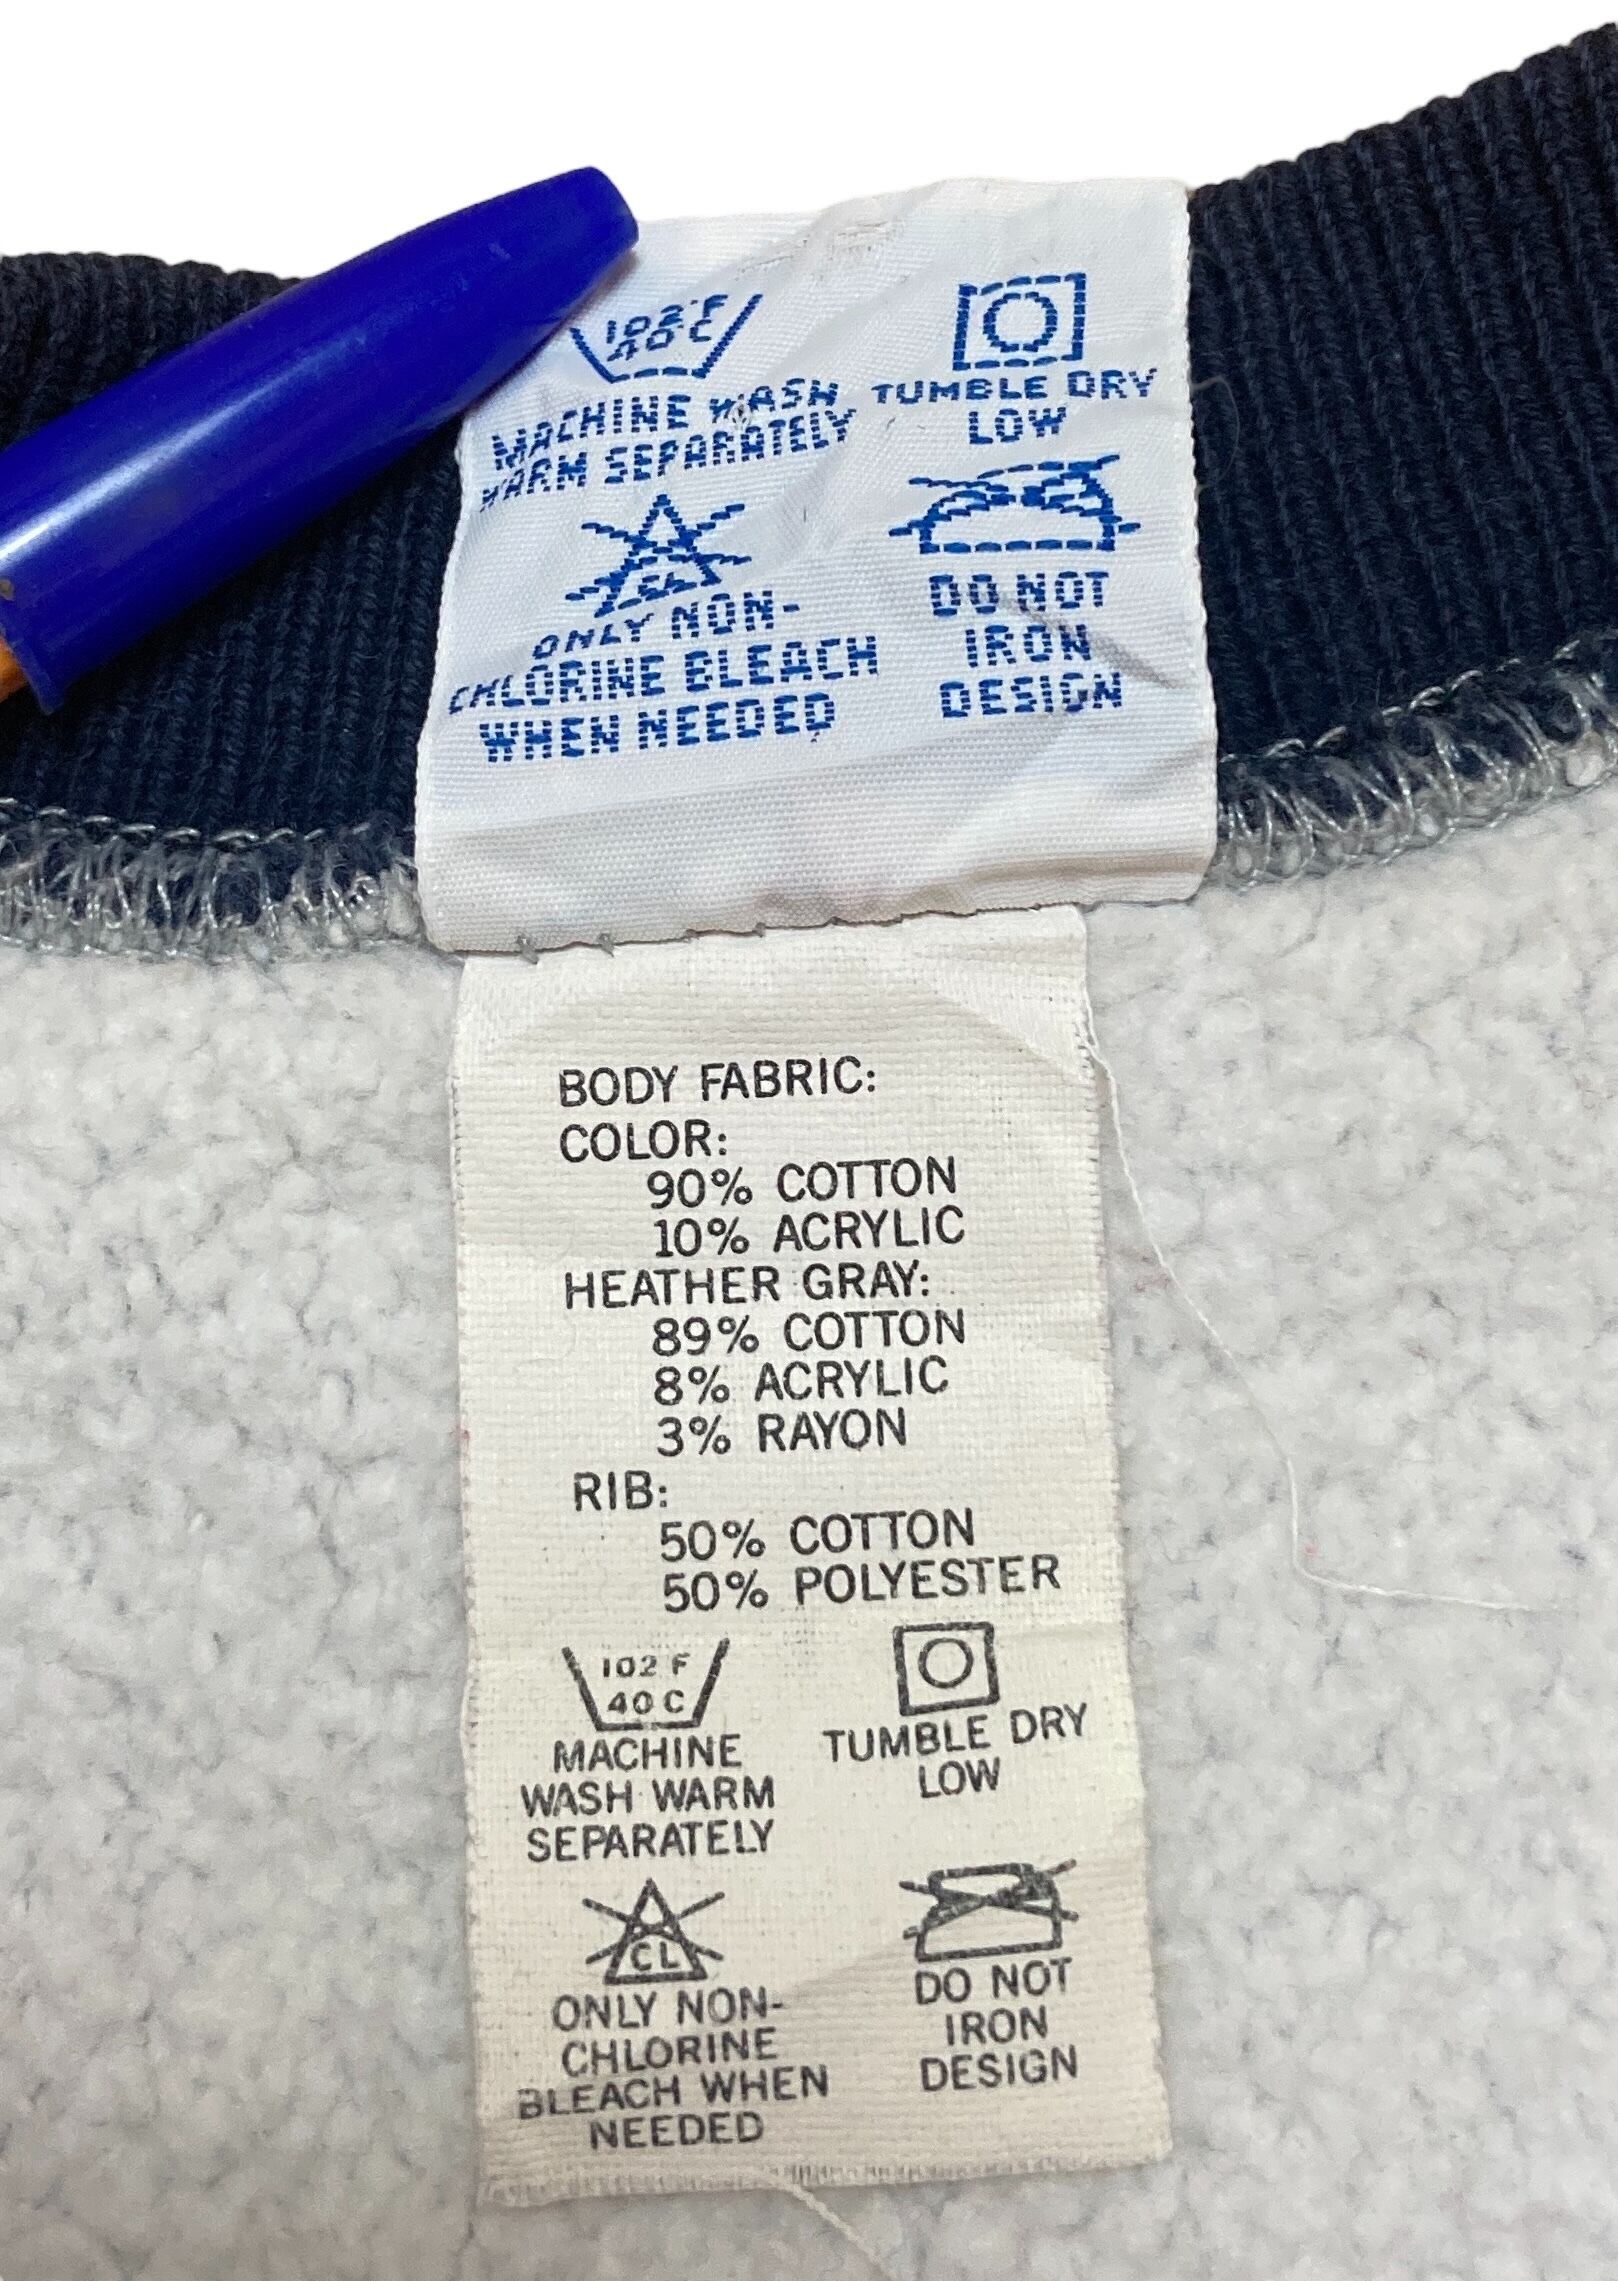 102°F
40°C
MACHINE WASH
WARM SEPARATELY
TUMBLE DRY
LOW
CL
ONLY NON-
CHLORINE BLEACH
WHEN NEEDED
DO NOT
IRON
DESIGN
BODY FABRIC:
COLOR:
90% COTTON
10% ACRYLIC
HEATHER GRAY:
89% COTTON
8% ACRYLIC
3% RAYON
RIB:
50% COTTON
50% POLYESTER
102 F
40 C
MACHINE
WASH WARM
SEPARATELY
TUMBLE DRY
LOW
CL
ONLY NON-
CHLORINE
BLEACH WHEN
NEEDED
DO NOT
IRON
DESIGN